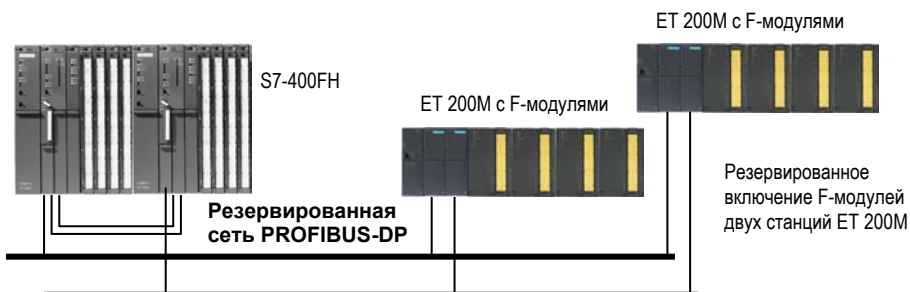 ET 200M с F-модулями
S7-400FH
ET 200M с F-модулями
Резервированная
сеть PROFIBUS-DP
Резервированное
включение F-модулей
двух станций ET 200M